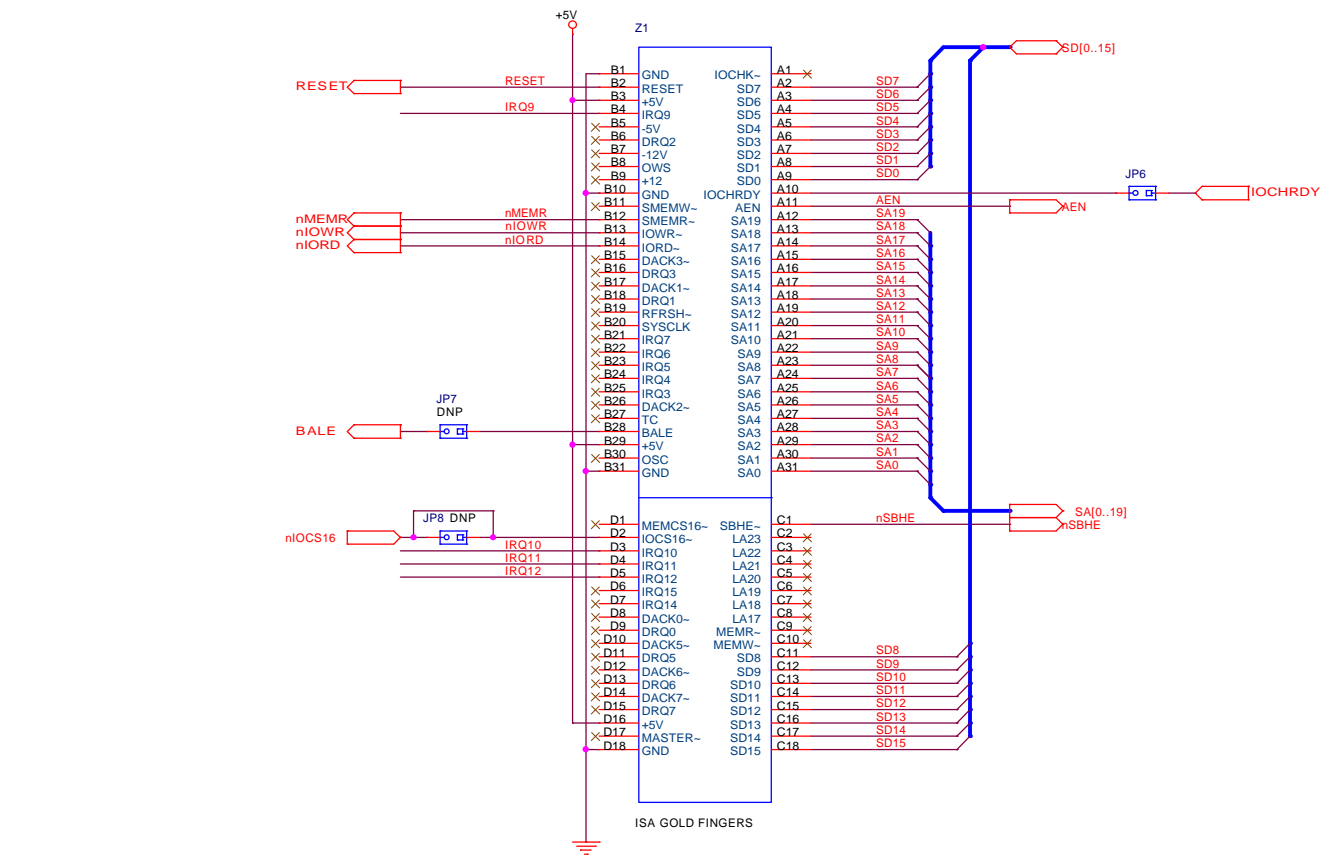 +5V
Z1
SD[0..15]
B1 GND IOCHK~ A1
RESET RESET B2 RESET SD7 A2 SD7
B3 +5V SD6 A3 SD6
IRQ9 B4 IRQ9 SD5 A4 SD5
B5 -5V SD4 A5 SD4
B6 DRQ2 SD3 A6 SD3
B7 -12V SD2 A7 SD2
B8 OWS SD1 A8 SD1
B9 +12 SD0 A9 SD0
JP6
B10 GND IOCHRDY A10 IOCHRDY
B11 SMEMW~ AEN A11 AEN AEN
nMEMR nMEMR B12 SMEMR~ SA19 A12 SA19
nIOWR nIOWR B13 IOWR~ SA18 A13 SA18
nIORD nIORD B14 IORD~ SA17 A14 SA17
B15 DACK3~ SA16 A15 SA16
B16 DRQ3 SA15 A16 SA15
B17 DACK1~ SA14 A17 SA14
B18 DRQ1 SA13 A18 SA13
B19 RFRSH~ SA12 A19 SA12
B20 SYSCLK SA11 A20 SA11
B21 IRQ7 SA10 A21 SA10
B22 IRQ6 SA9 A22 SA9
B23 IRQ5 SA8 A23 SA8
B24 IRQ4 SA7 A24 SA7
B25 IRQ3 SA6 A25 SA6
B26 DACK2~ SA5 A26 SA5
B27 TC SA4 A27 SA4
JP7
DNP
BALE B28 BALE SA3 A28 SA3
B29 +5V SA2 A29 SA2
B30 OSC SA1 A30 SA1
B31 GND SA0 A31 SA0
SA[0..19]
JP8 DNP
D1 MEMCS16~ SBHE~ C1 nSBHE nSBHE
nIOCS16 D2 IOCS16~ LA23 C2
IRQ10 D3 IRQ10 LA22 C3
IRQ11 D4 IRQ11 LA21 C4
IRQ12 D5 IRQ12 LA20 C5
D6 IRQ15 LA19 C6
D7 IRQ14 LA18 C7
D8 DACK0~ LA17 C8
D9 DRQ0 MEMR~ C9
D10 DACK5~ MEMW~ C10
D11 DRQ5 SD8 C11 SD8
D12 DACK6~ SD9 C12 SD9
D13 DRQ6 SD10 C13 SD10
D14 DACK7~ SD11 C14 SD11
D15 DRQ7 SD12 C15 SD12
D16 +5V SD13 C16 SD13
D17 MASTER~ SD14 C17 SD14
D18 GND SD15 C18 SD15
ISA GOLD FINGERS